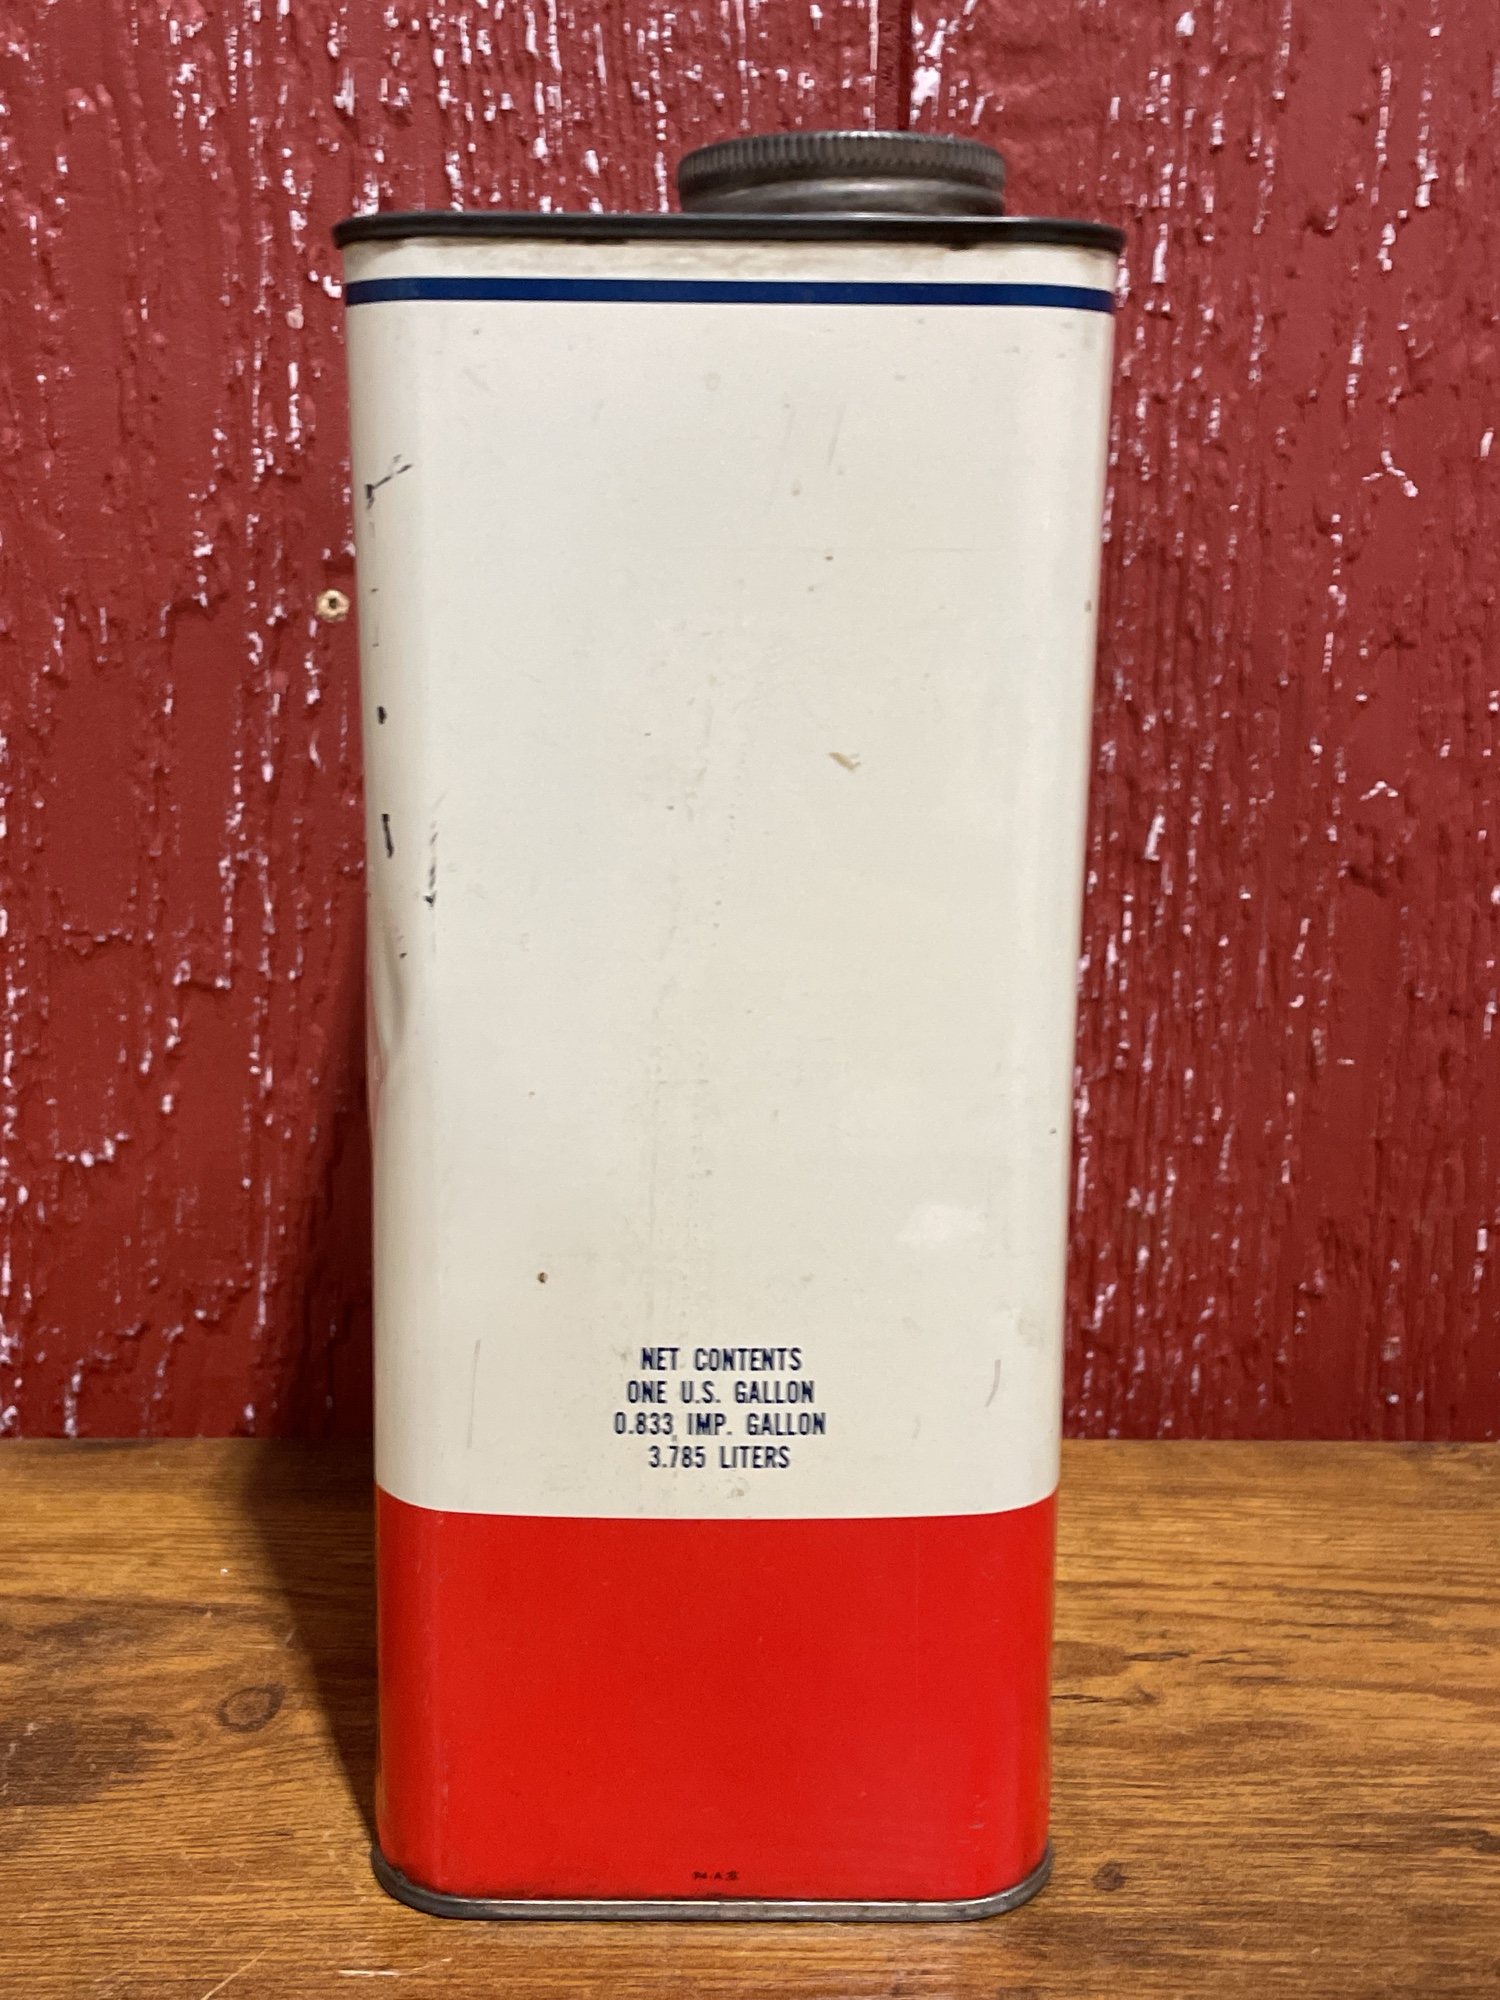 NET CONTENTS
ONE U.S. GALLON
0.833 IMP. GALLON
3.785 LITERS